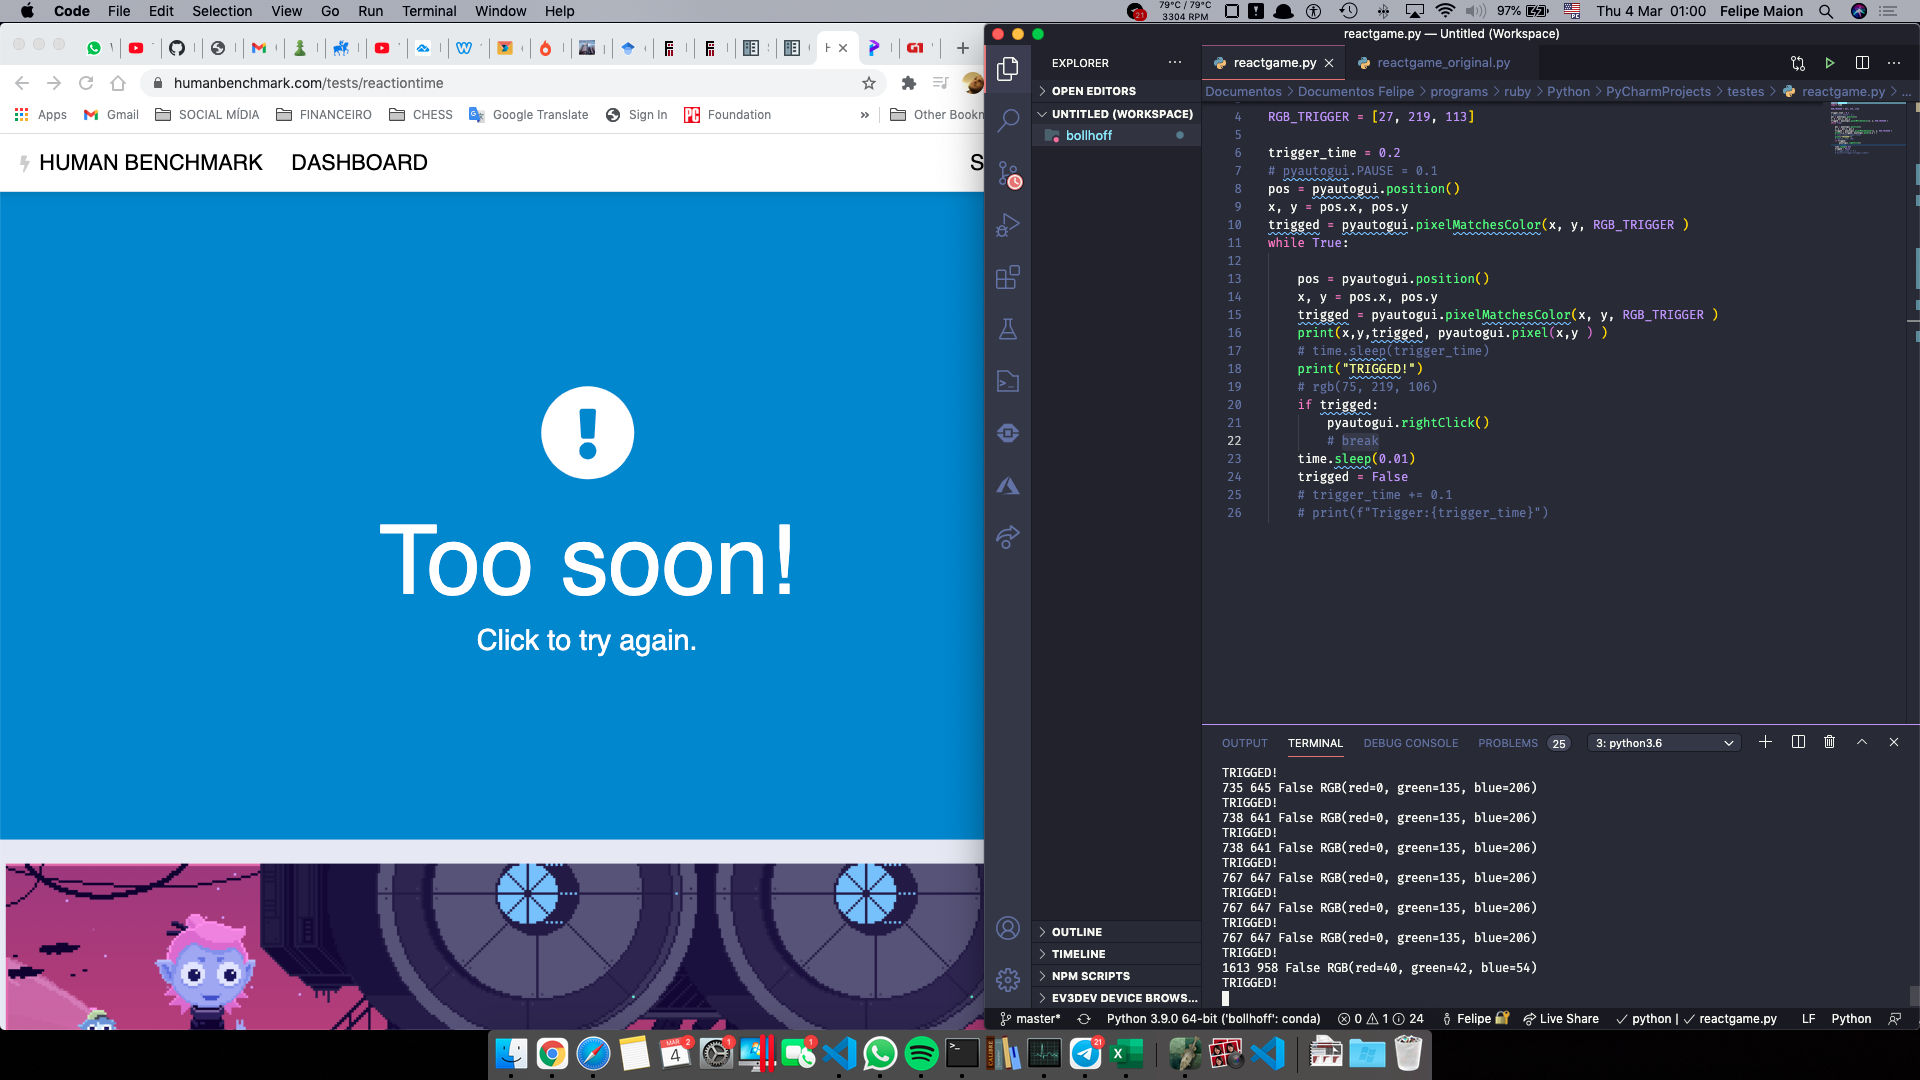 Code File Edit Selection View Go Run Terminal Window Help
79°C / 79°C
3304 RPM
97%
Thu 4 Mar 01:00 Felipe Maion
reactgame.py — Untitled (Workspace)
humanbenchmark.com/tests/reactiontime
Apps Gmail SOCIAL MÍDIA FINANCEIRO CHESS Google Translate Sign In Foundation » Other Bookn
HUMAN BENCHMARK DASHBOARD S
Too soon!
Click to try again.
EXPLORER ...
OPEN EDITORS
UNTITLED (WORKSPACE)
bollhoff
OUTLINE
TIMELINE
NPM SCRIPTS
EV3DEV DEVICE BROWS...
reactgame.py reactgame_original.py
Documentos > Documentos Felipe > programs > ruby > Python > PyCharmProjects > testes > reactgame.py > ...
4 RGB_TRIGGER = [27, 219, 113]
5
6 trigger_time = 0.2
7 # pyautogui.PAUSE = 0.1
8 pos = pyautogui.position()
9 x, y = pos.x, pos.y
10 trigged = pyautogui.pixelMatchesColor(x, y, RGB_TRIGGER )
11 while True:
12
13 pos = pyautogui.position()
14 x, y = pos.x, pos.y
15 trigged = pyautogui.pixelMatchesColor(x, y, RGB_TRIGGER )
16 print(x,y,trigged, pyautogui.pixel(x,y ) )
17 # time.sleep(trigger_time)
18 print("TRIGGED!")
19 # rgb(75, 219, 106)
20 if trigged:
21 pyautogui.rightClick()
22 # break
23 time.sleep(0.01)
24 trigged = False
25 # trigger_time += 0.1
26 # print(f"Trigger:{trigger_time}")
OUTPUT TERMINAL DEBUG CONSOLE PROBLEMS 25 3: python3.6
TRIGGED!
735 645 False RGB(red=0, green=135, blue=206)
TRIGGED!
738 641 False RGB(red=0, green=135, blue=206)
TRIGGED!
738 641 False RGB(red=0, green=135, blue=206)
TRIGGED!
767 647 False RGB(red=0, green=135, blue=206)
TRIGGED!
767 647 False RGB(red=0, green=135, blue=206)
TRIGGED!
767 647 False RGB(red=0, green=135, blue=206)
TRIGGED!
1613 958 False RGB(red=40, green=42, blue=54)
TRIGGED!
master* Python 3.9.0 64-bit ('bollhoff': conda) 0 1 24 Felipe Live Share python | reactgame.py LF Python